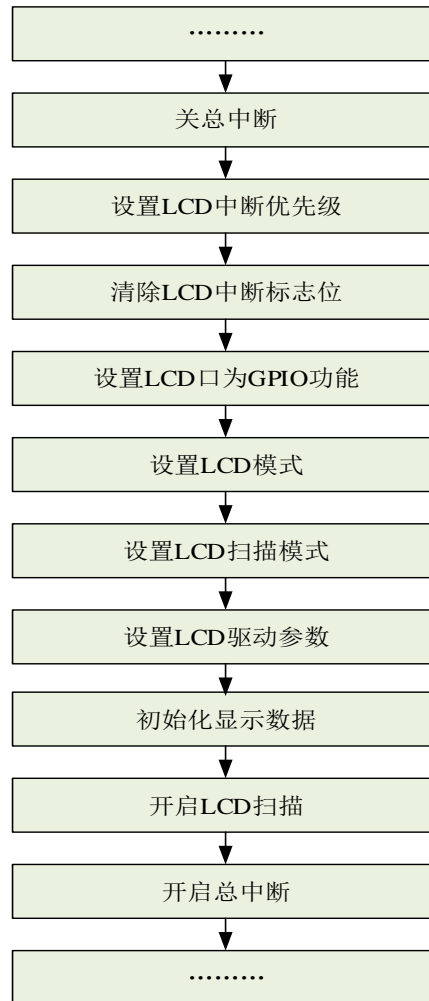 ………
关总中断
设置LCD中断优先级
清除LCD中断标志位
设置LCD口为GPIO功能
设置LCD模式
设置LCD扫描模式
设置LCD驱动参数
初始化显示数据
开启LCD扫描
开启总中断
………